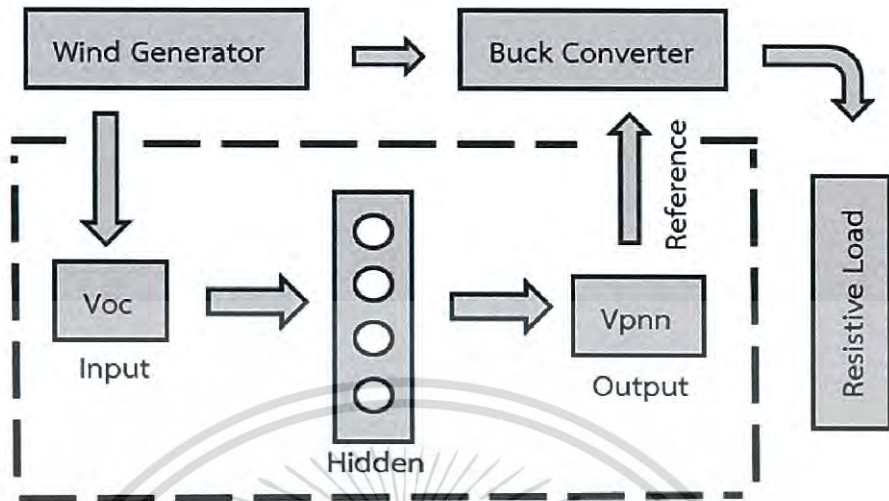 Wind Generator
Buck Converter
Reference
Voc
Input
Hidden
Vpnn
Output
Resistive Load